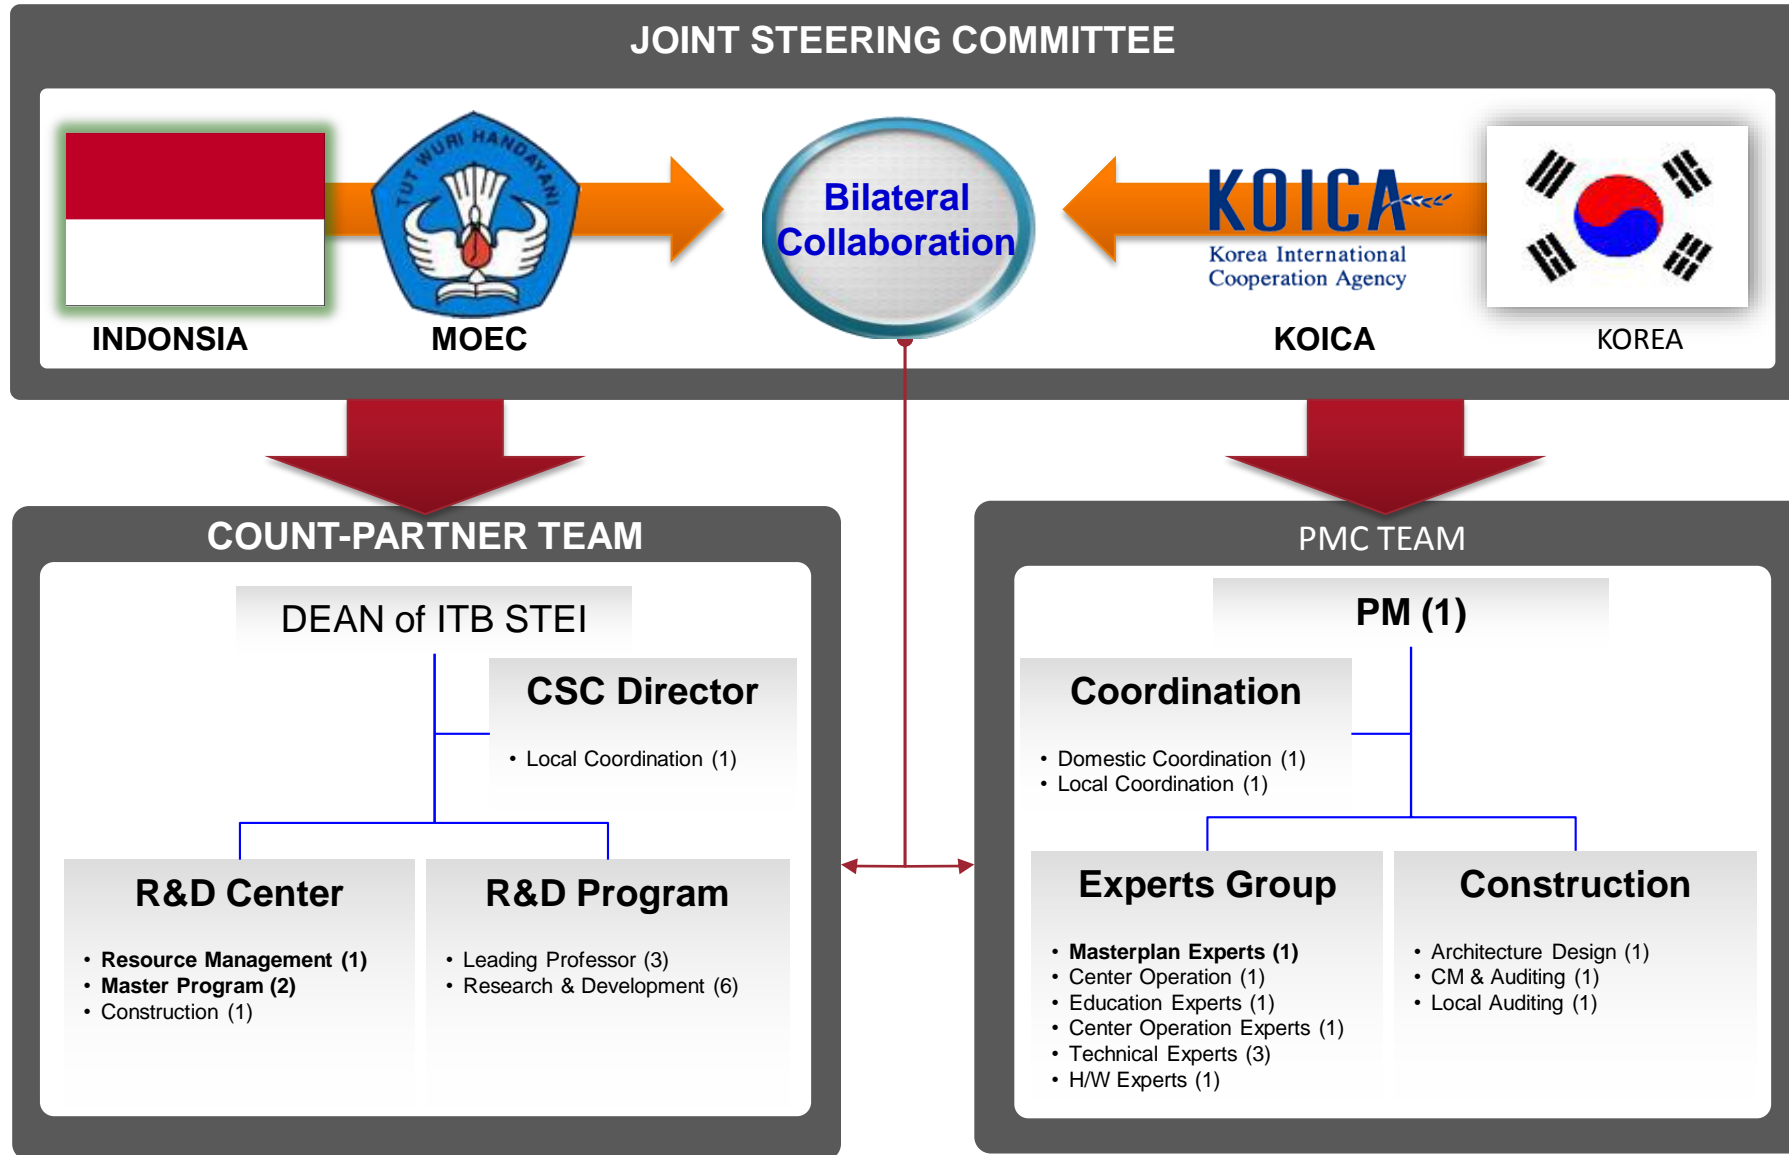 JOINT STEERING COMMITTEE
TUT WURI HANDAYANI
Bilateral
Collaboration
KOICA
Korea International
Cooperation Agency
INDONSIA
MOEC
KOICA
KOREA
COUNT-PARTNER TEAM
DEAN of ITB STEI
CSC Director
• Local Coordination (1)
R&D Center
• Resource Management (1)
• Master Program (2)
• Construction (1)
R&D Program
• Leading Professor (3)
• Research & Development (6)
PMC TEAM
PM (1)
Coordination
• Domestic Coordination (1)
• Local Coordination (1)
Experts Group
• Masterplan Experts (1)
• Center Operation (1)
• Education Experts (1)
• Center Operation Experts (1)
• Technical Experts (3)
• H/W Experts (1)
Construction
• Architecture Design (1)
• CM & Auditing (1)
• Local Auditing (1)